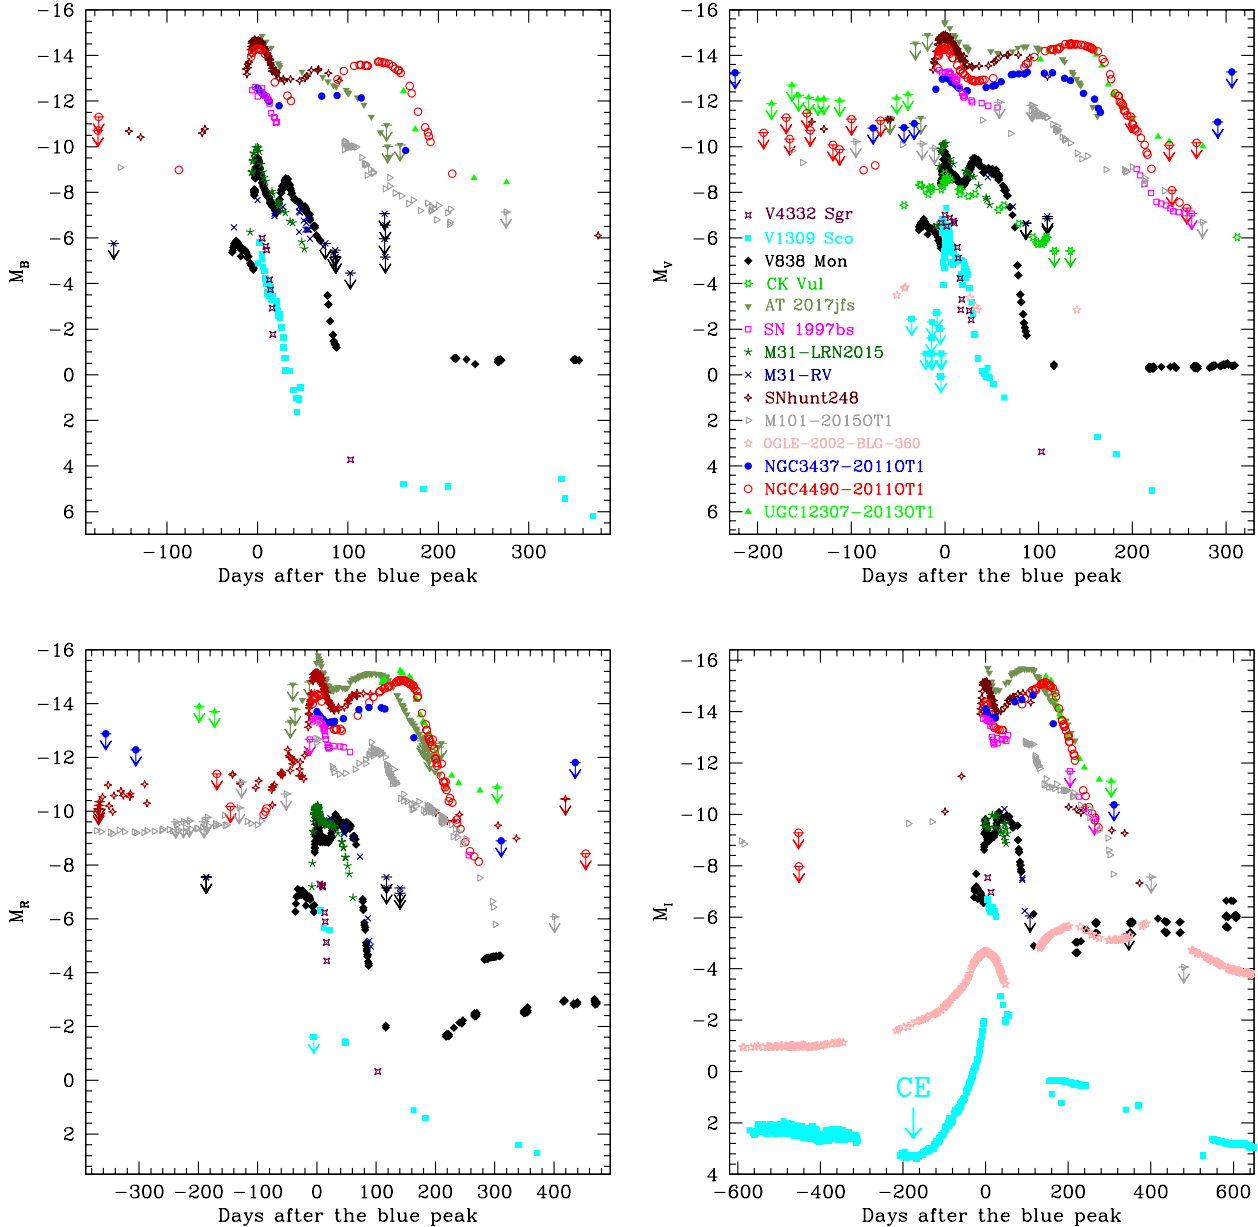 -16
-14
-12
-10
-8
-6
-4
-2
0
2
4
6
M_B
-100 0 100 200 300
Days after the blue peak
-16
-14
-12
-10
-8
-6
-4
-2
0
2
4
6
M_V
V4332 Sgr
V1309 Sco
V838 Mon
CK Vul
AT 2017jfs
SN 1997bs
M31-LRN2015
M31-RV
SNhunt248
M101-2015OT1
OGLE-2002-BLG-360
NGC3437-2011OT1
NGC4490-2011OT1
UGC12307-2013OT1
-200 -100 0 100 200 300
Days after the blue peak
-16
-14
-12
-10
-8
-6
-4
-2
0
2
M_R
-300 -200 -100 0 100 200 300 400
Days after the blue peak
-16
-14
-12
-10
-8
-6
-4
-2
0
2
4
M_I
CE
-600 -400 -200 0 200 400 600
Days after the blue peak